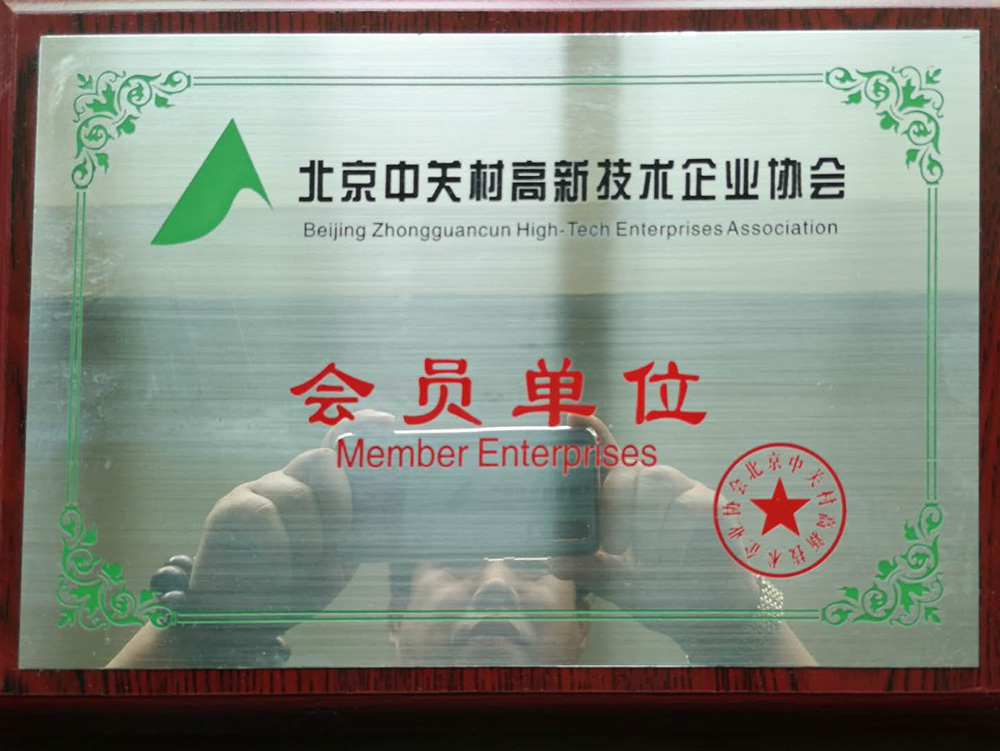 北京中关村高新技术企业协会
Beijing Zhongguancun High-Tech Enterprises Association
会员单位
Member Enterprises
北京中关村高新技术企业协会